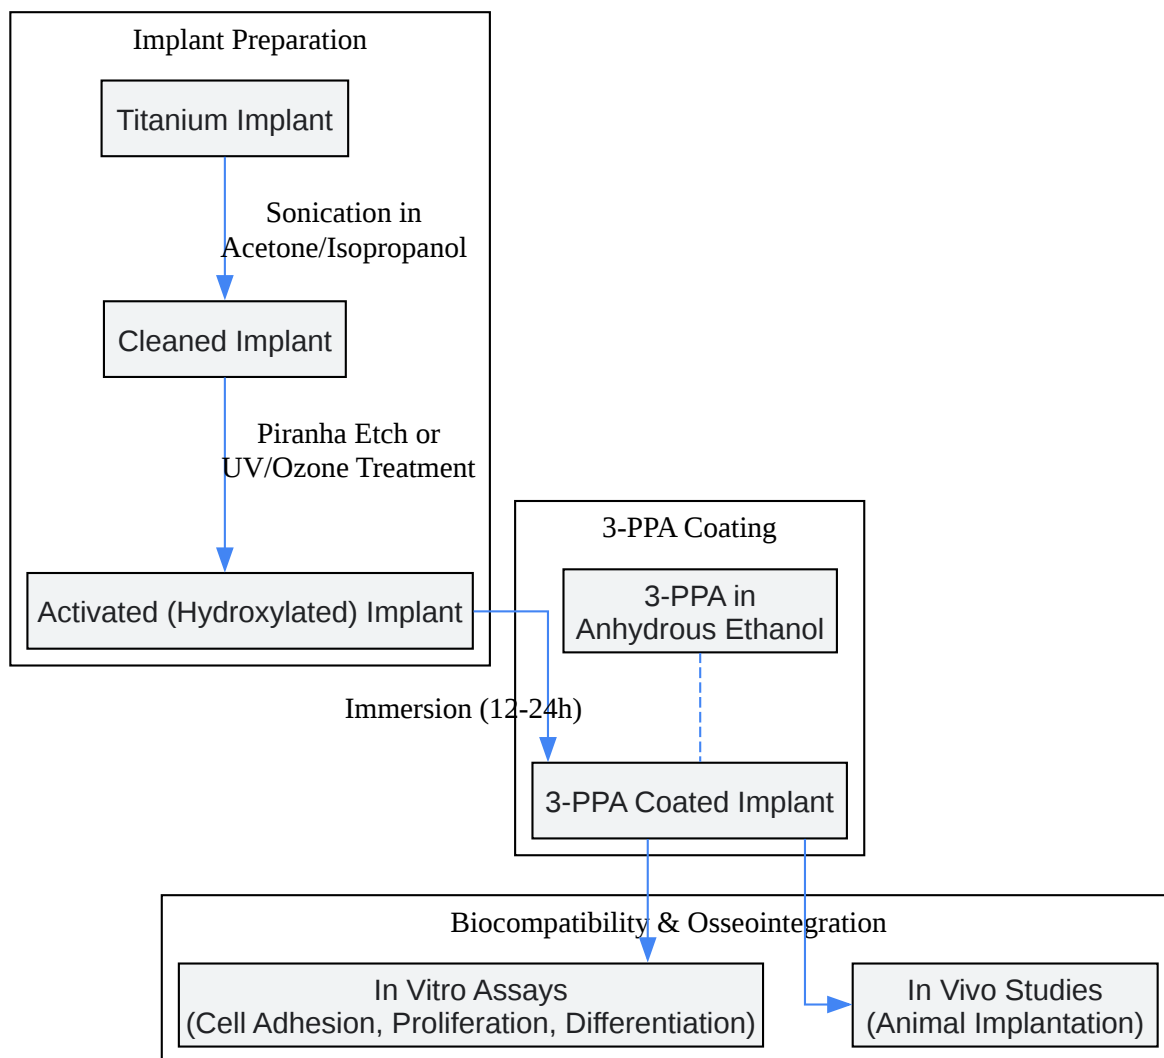 Implant Preparation
Titanium Implant
Sonication in
Acetone/Isopropanol
Cleaned Implant
Piranha Etch or
UV/Ozone Treatment
Activated (Hydroxylated) Implant
3-PPA Coating
3-PPA in
Anhydrous Ethanol
Immersion (12-24h)
3-PPA Coated Implant
Biocompatibility & Osseointegration
In Vitro Assays
(Cell Adhesion, Proliferation, Differentiation)
In Vivo Studies
(Animal Implantation)